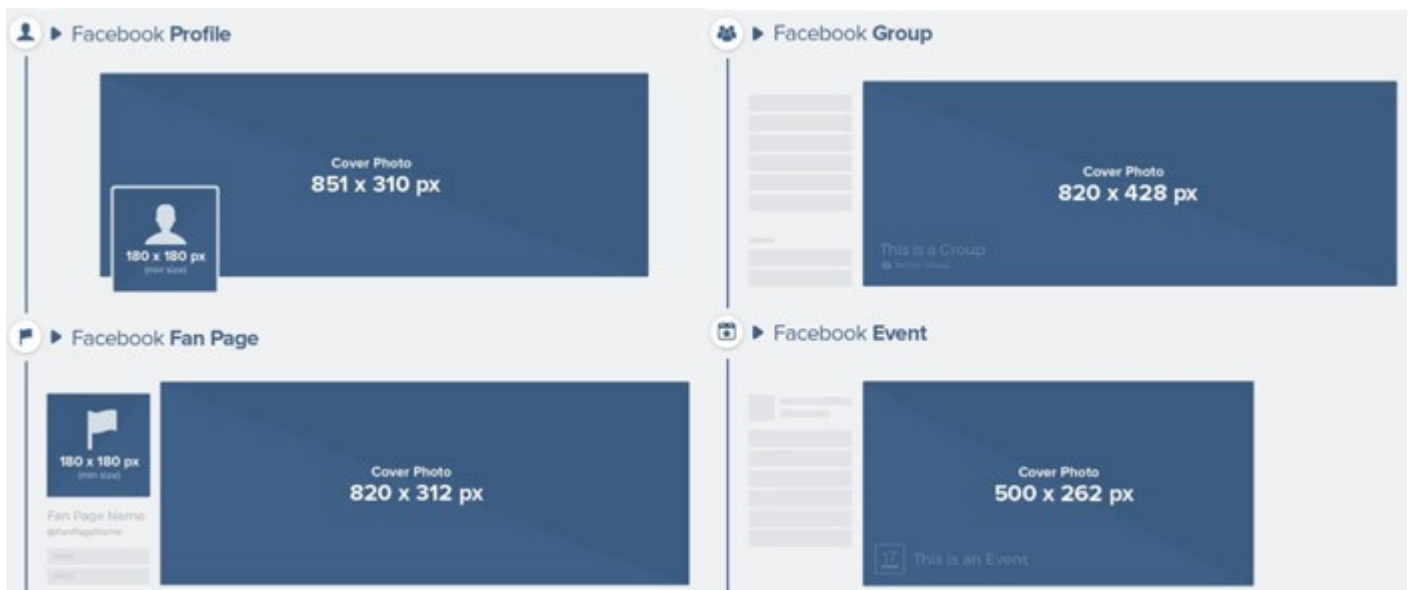 Facebook Profile
Cover Photo
851 x 310 px
180 x 180 px
(min size)
Facebook Group
Cover Photo
820 x 428 px
This is a Group
Facebook Fan Page
180 x 180 px
(min size)
Fan Page Name
@FanPageName
Cover Photo
820 x 312 px
Facebook Event
Cover Photo
500 x 262 px
17
This is an Event